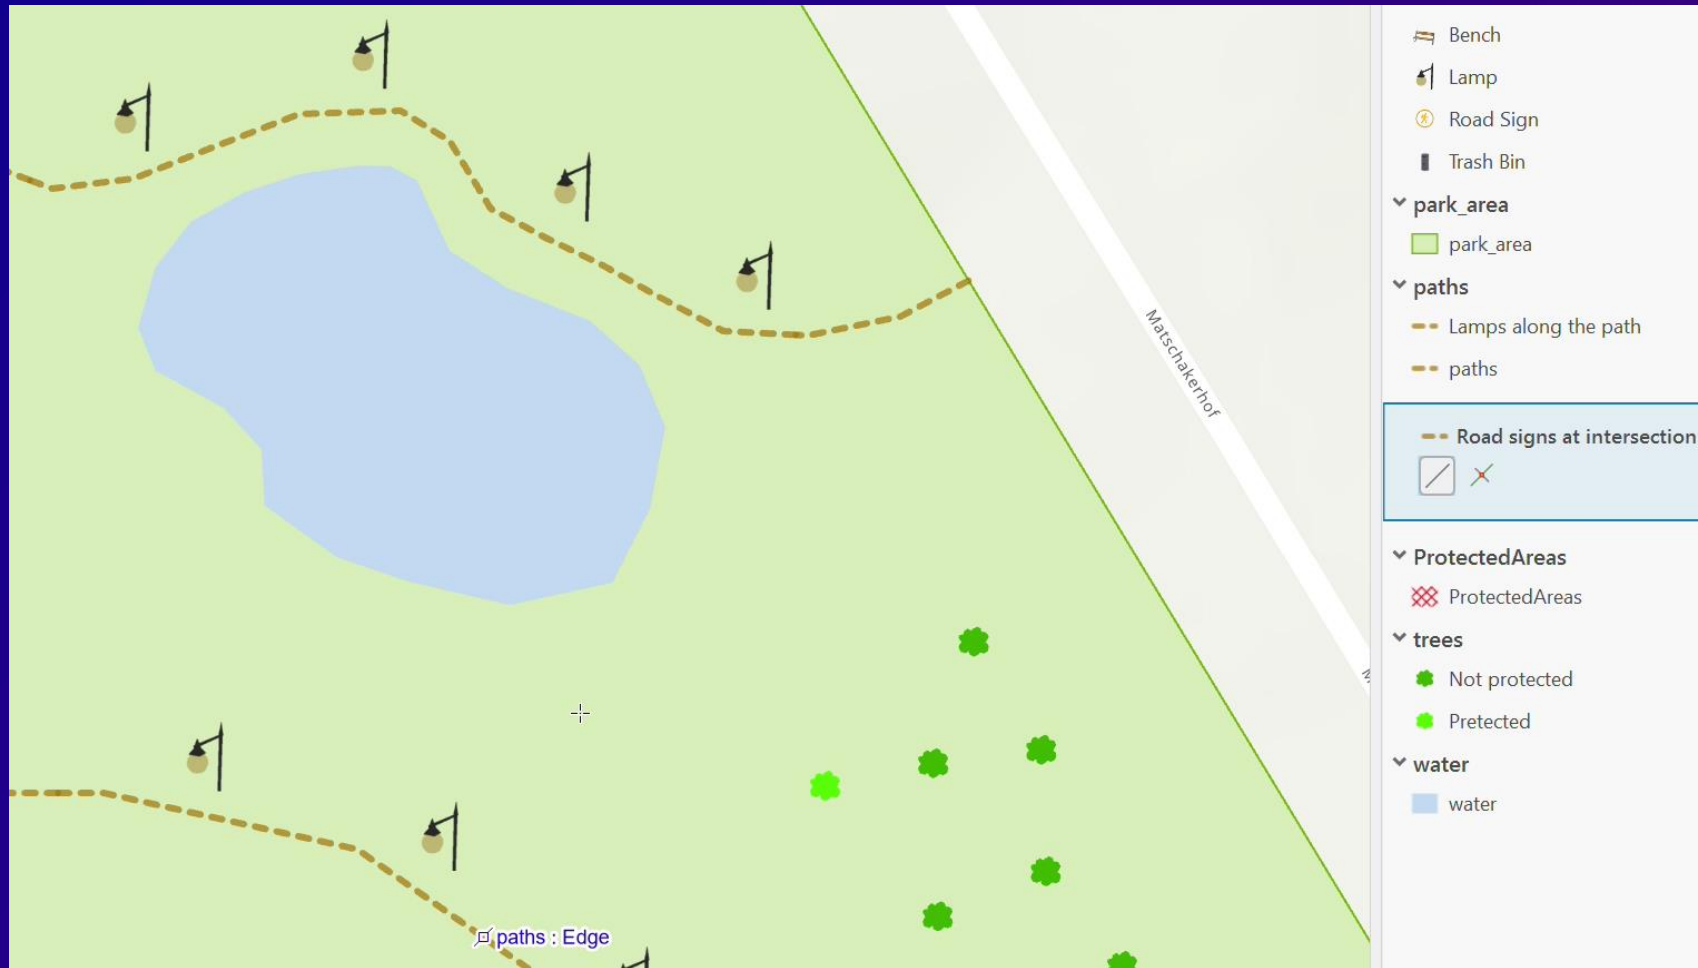 Bench
Lamp
Road Sign
Trash Bin
park_area
park_area
paths
Lamps along the path
paths
Road signs at intersection
ProtectedAreas
ProtectedAreas
trees
Not protected
Pretected
water
water
Matschakerhof
paths : Edge